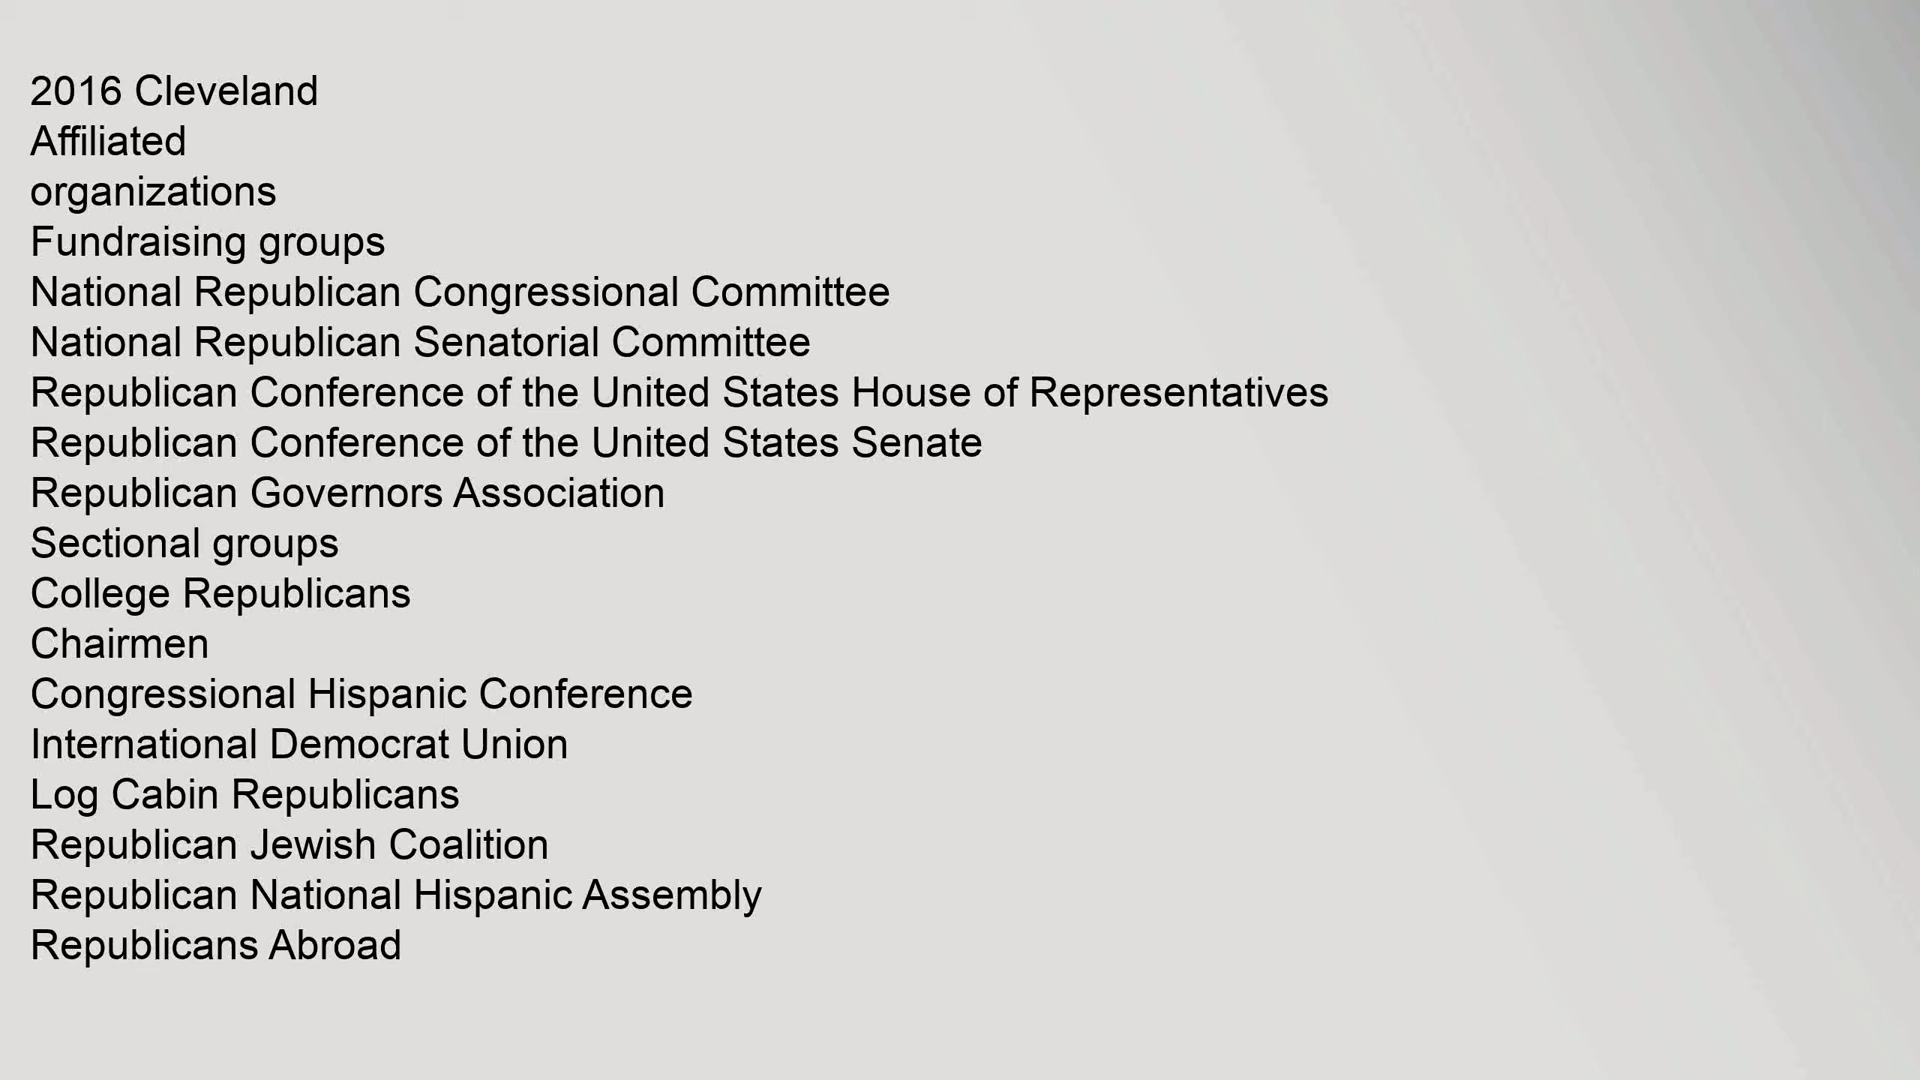 2016 Cleveland
Affiliated
organizations
Fundraising groups
National Republican Congressional Committee
National Republican Senatorial Committee
Republican Conference of the United States House of Representatives
Republican Conference of the United States Senate
Republican Governors Association
Sectional groups
College Republicans
Chairmen
Congressional Hispanic Conference
International Democrat Union
Log Cabin Republicans
Republican Jewish Coalition
Republican National Hispanic Assembly
Republicans Abroad